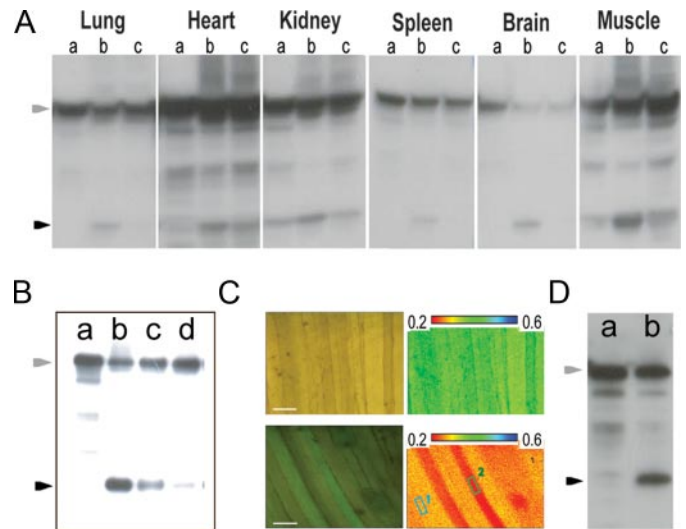 A
Lung Heart Kidney Spleen Brain Muscle
a b c a b c a b c a b c a b c a b c
B
a b c d
C
0.2 0.6
1 2
0.2 0.6
D
a b